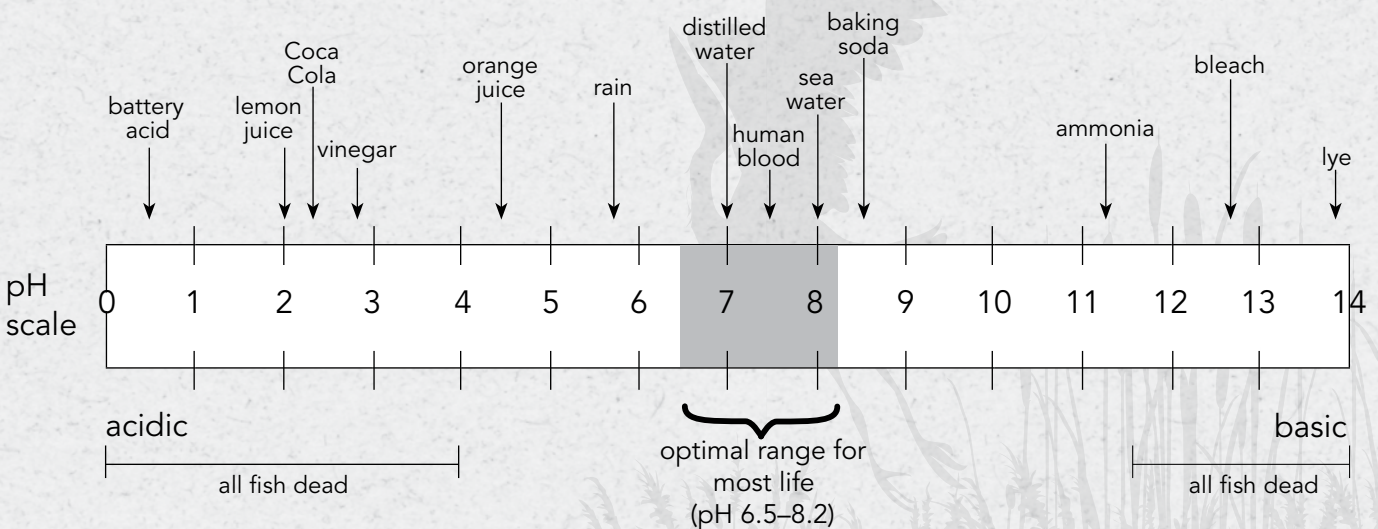 battery
acid
lemon
juice
Coca
Cola
vinegar
orange
juice
rain
distilled
water
human
blood
sea
water
baking
soda
ammonia
bleach
lye
pH
scale
0 1 2 3 4 5 6 7 8 9 10 11 12 13 14
acidic
basic
all fish dead
optimal range for
most life
(pH 6.5–8.2)
all fish dead